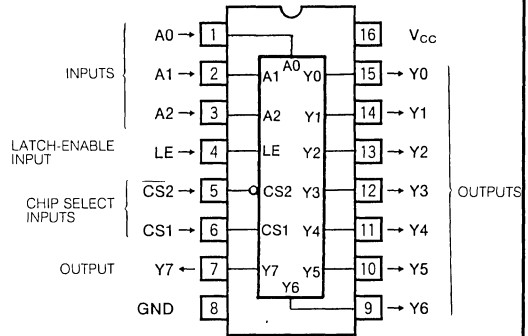 A0→ 1 A0 16 VCC
INPUTS A1→ 2 A1 Y0 15 →Y0
A2→ 3 A2 Y1 14 →Y1
LATCH-ENABLE INPUT LE→ 4 LE Y2 13 →Y2
CHIP SELECT INPUTS C̅S̅2̅→ 5 CS2 Y3 12 →Y3 OUTPUTS
CS1→ 6 CS1 Y4 11 →Y4
OUTPUT Y7← 7 Y7 Y5 10 →Y5
GND 8 Y6 9 →Y6